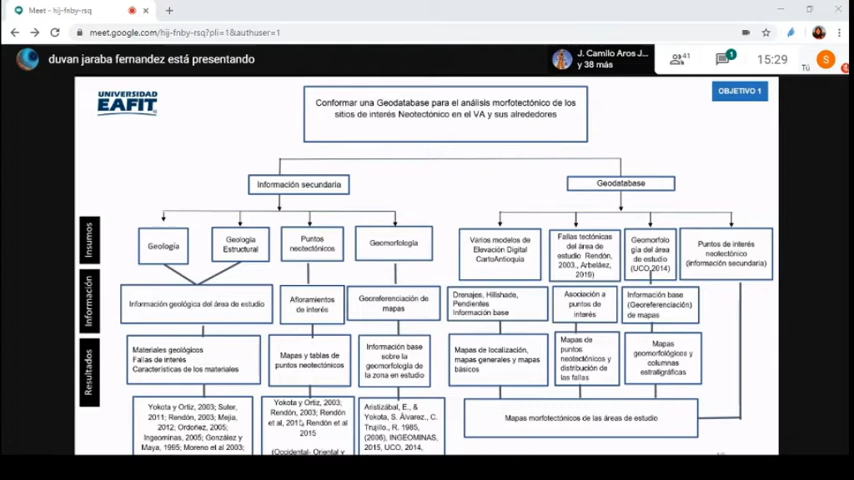 Meet - hij-fnby-rsq
meet.google.com/hij-fnby-rsq?pli=1&authuser=1
duvan jaraba fernandez está presentando
J. Camilo Aros J...
y 38 más
41
1
15:29
S
Tú
UNIVERSIDAD
EAFIT
Conformar una Geodatabase para el análisis morfotectónico de los
sitios de interés Neotectónico en el VA y sus alrededores
OBJETIVO 1
Información secundaria
Geodatabase
Insumos
Geología
Geología
Estructural
Puntos
neotectónicos
Geomorfología
Varios modelos de
Elevación Digital
CartoAntioquia
Fallas tectónicas
del área de
estudio Rendón,
2003., Arbeláez,
2019)
Geomorfolo
gía del área
de estudio
(UCO,2014)
Puntos de interés
neotectónico
(información secundaria)
Información
Información geológica del área de estudio
Afloramientos
de interés
Georeferenciación de
mapas
Drenajes, Hillshade,
Pendientes
Información base
Asociación a
puntos de
interés
Información base
(Georeferenciación)
de mapas
Resultados
Materiales geológicos
Fallas de interés
Características de los materiales
Mapas y tablas de
puntos neotectónicos
Información base
sobre la
geomorfología de
la zona en estudio
Mapas de localización,
mapas generales y mapas
básicos
Mapas de
puntos
neotectónicos y
distribución de
las fallas
Mapas
geomorfológicos y
columnas
estratigráficas
Yokota y Ortiz, 2003; Suter,
2011; Rendón, 2003; Mejia,
2012; Ordoñez, 2005;
Ingeominas, 2005; González y
Maya, 1995; Moreno et al 2003;
Yokota y Ortiz, 2003;
Rendón, 2003; Rendón
et al, Rendón et al
2015
(Occidental- Oriental y
Aristizábal, E., &
Yokota, S. Álvarez., C.
Trujillo., R. 1985,
(2006), INGEOMINAS,
2015, UCO, 2014,
Mapas morfotectónicos de las áreas de estudio